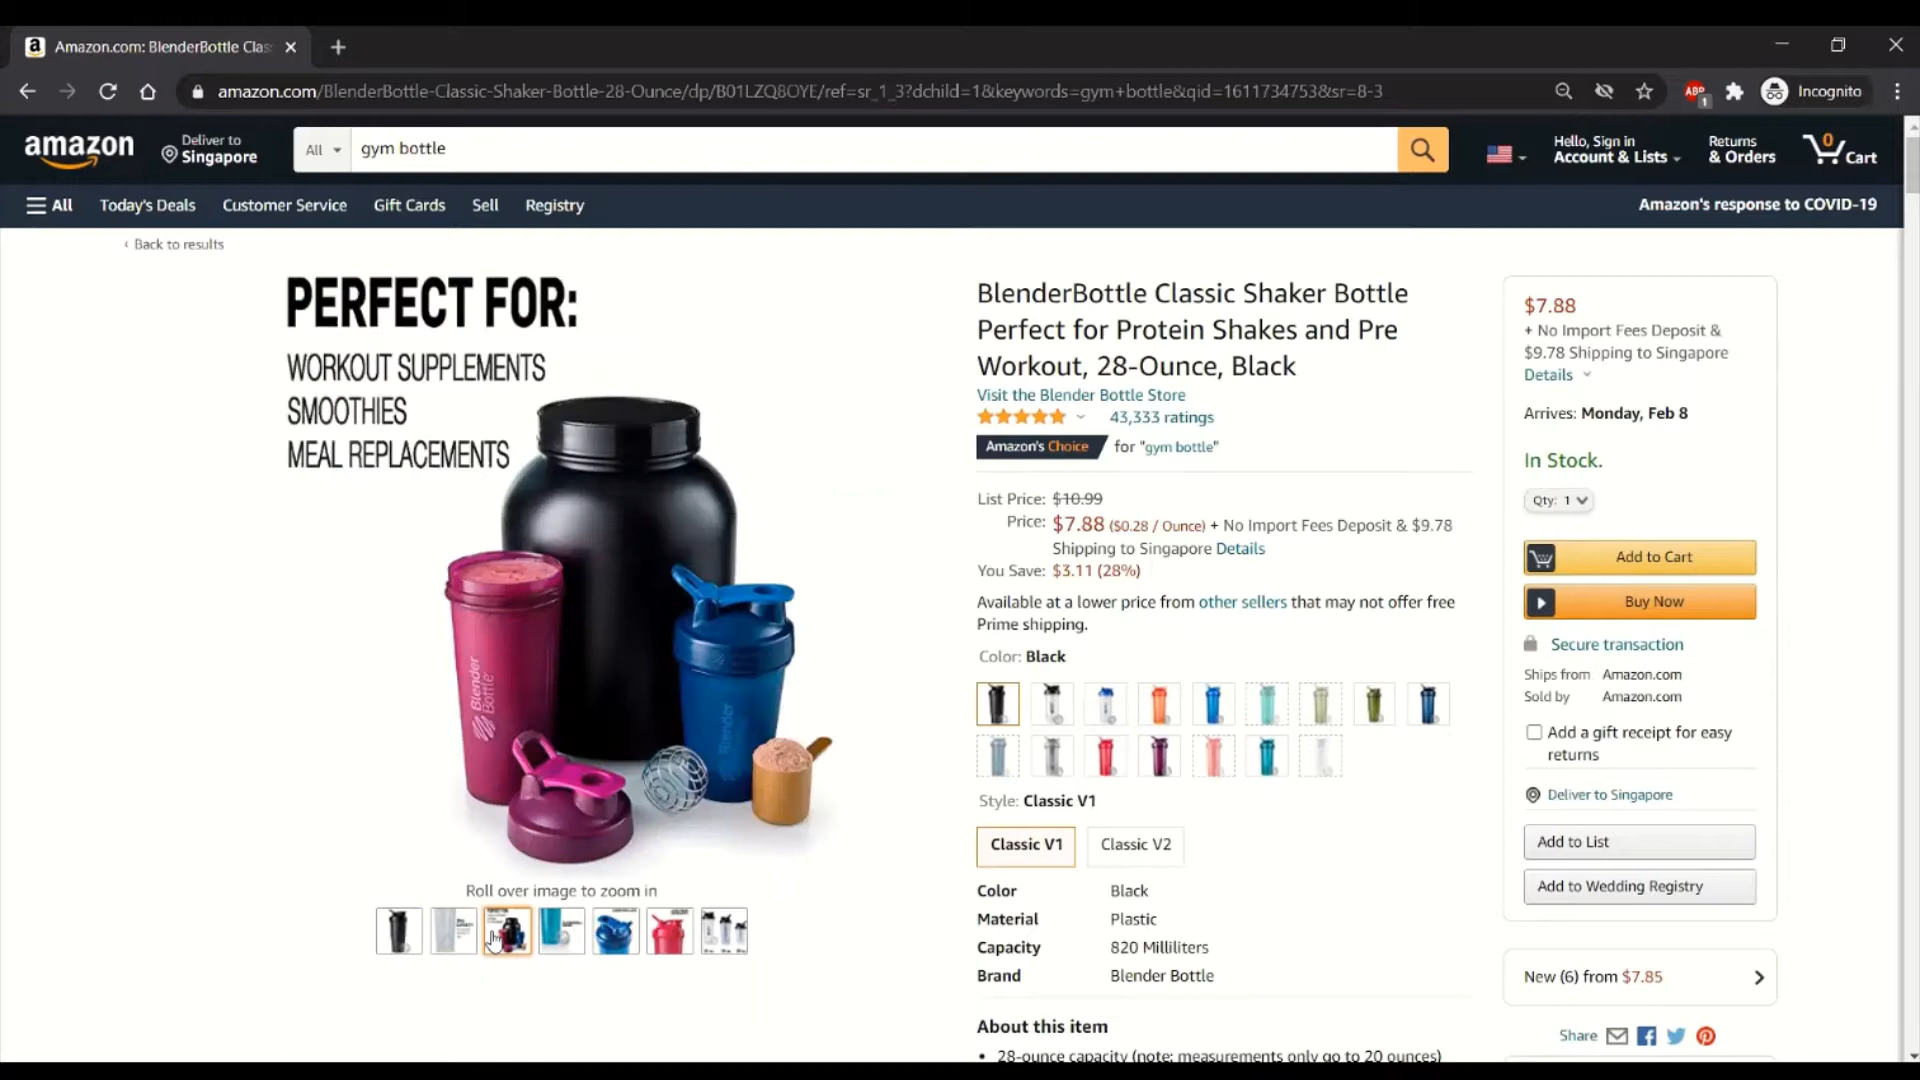 Amazon.com: BlenderBottle Clas
amazon.com/BlenderBottle-Classic-Shaker-Bottle-28-Ounce/dp/B01LZQ8OYE/ref=sr_1_3?dchild=1&keywords=gym+bottle&qid=1611734753&sr=8-3
ABP
1
Incognito
amazon
Deliver to
Singapore
All
gym bottle
Hello, Sign in
Account & Lists
Returns
& Orders
0
Cart
All
Today's Deals
Customer Service
Gift Cards
Sell
Registry
Amazon's response to COVID-19
‹ Back to results
PERFECT FOR:
WORKOUT SUPPLEMENTS
SMOOTHIES
MEAL REPLACEMENTS
Blender Bottle
Blender
Roll over image to zoom in
BlenderBottle Classic Shaker Bottle
Perfect for Protein Shakes and Pre
Workout, 28-Ounce, Black
Visit the Blender Bottle Store
43,333 ratings
Amazon's Choice for "gym bottle"
List Price: $10.99
Price: $7.88 ($0.28 / Ounce) + No Import Fees Deposit & $9.78
Shipping to Singapore Details
You Save: $3.11 (28%)
Available at a lower price from other sellers that may not offer free
Prime shipping.
Color: Black
Style: Classic V1
Classic V1
Classic V2
Color Black
Material Plastic
Capacity 820 Milliliters
Brand Blender Bottle
About this item
• 28-ounce capacity (note: measurements only go to 20 ounces)
$7.88
+ No Import Fees Deposit &
$9.78 Shipping to Singapore
Details
Arrives: Monday, Feb 8
In Stock.
Qty: 1
Add to Cart
Buy Now
Secure transaction
Ships from Amazon.com
Sold by Amazon.com
Add a gift receipt for easy
returns
Deliver to Singapore
Add to List
Add to Wedding Registry
New (6) from $7.85
Share